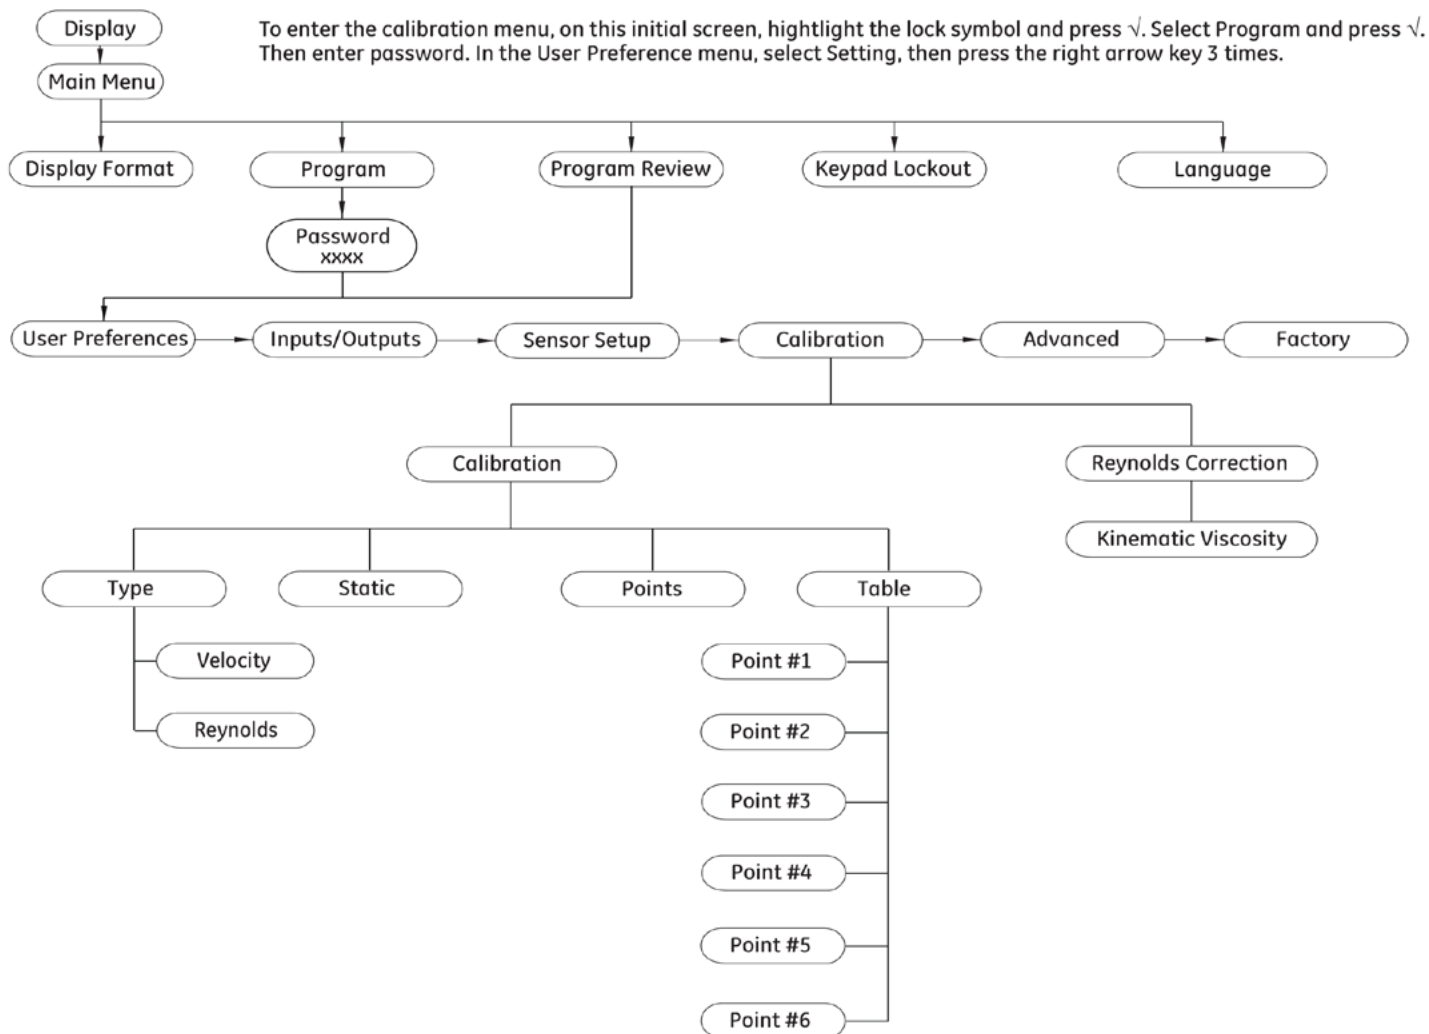 Display
To enter the calibration menu, on this initial screen, hightlight the lock symbol and press √. Select Program and press √.
Then enter password. In the User Preference menu, select Setting, then press the right arrow key 3 times.
Main Menu
Display Format
Program
Program Review
Keypad Lockout
Language
Password
xxxx
User Preferences
Inputs/Outputs
Sensor Setup
Calibration
Advanced
Factory
Calibration
Reynolds Correction
Kinematic Viscosity
Type
Static
Points
Table
Velocity
Reynolds
Point #1
Point #2
Point #3
Point #4
Point #5
Point #6